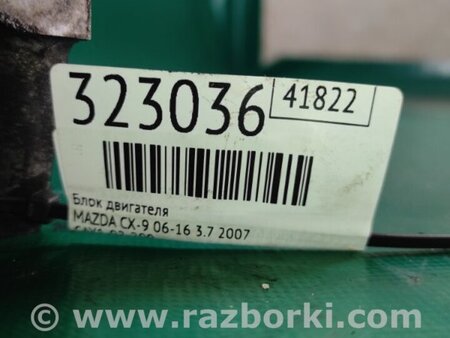 323036
41822
Блок двигателя
MAZDA CX-9 06-16 3.7 2007
© www.razborki.com